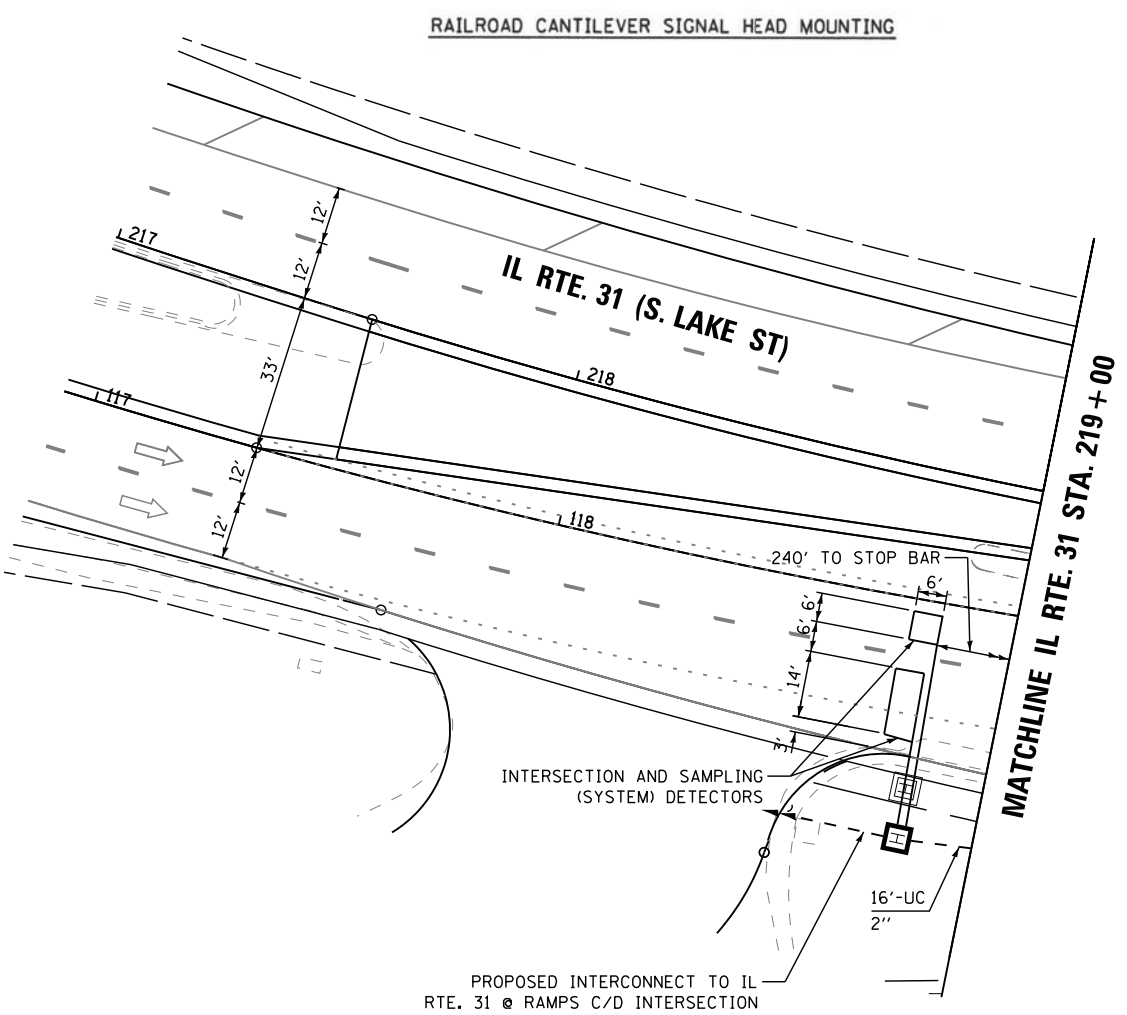 RAILROAD CANTILEVER SIGNAL HEAD MOUNTING
12'
217
12'
IL RTE. 31 (S. LAKE ST)
33'
218
117
12'
118
12'
240' TO STOP BAR
6'
6'
6'
14'
3'
MATCHLINE IL RTE. 31 STA. 219+00
INTERSECTION AND SAMPLING
(SYSTEM) DETECTORS
H
H
16'-UC
2"
PROPOSED INTERCONNECT TO IL
RTE. 31 @ RAMPS C/D INTERSECTION